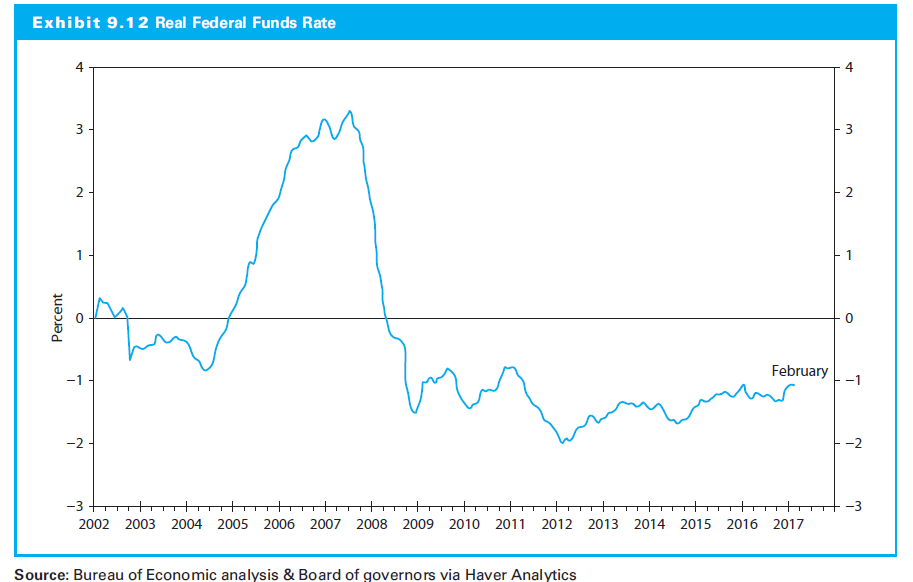 Exhibit 9.12 Real Federal Funds Rate
4 4
3 3
2 2
1 1
0 0
−1 −1
−2 −2
−3 −3
Percent
February
2002 2003 2004 2005 2006 2007 2008 2009 2010 2011 2012 2013 2014 2015 2016 2017
Source: Bureau of Economic analysis & Board of governors via Haver Analytics